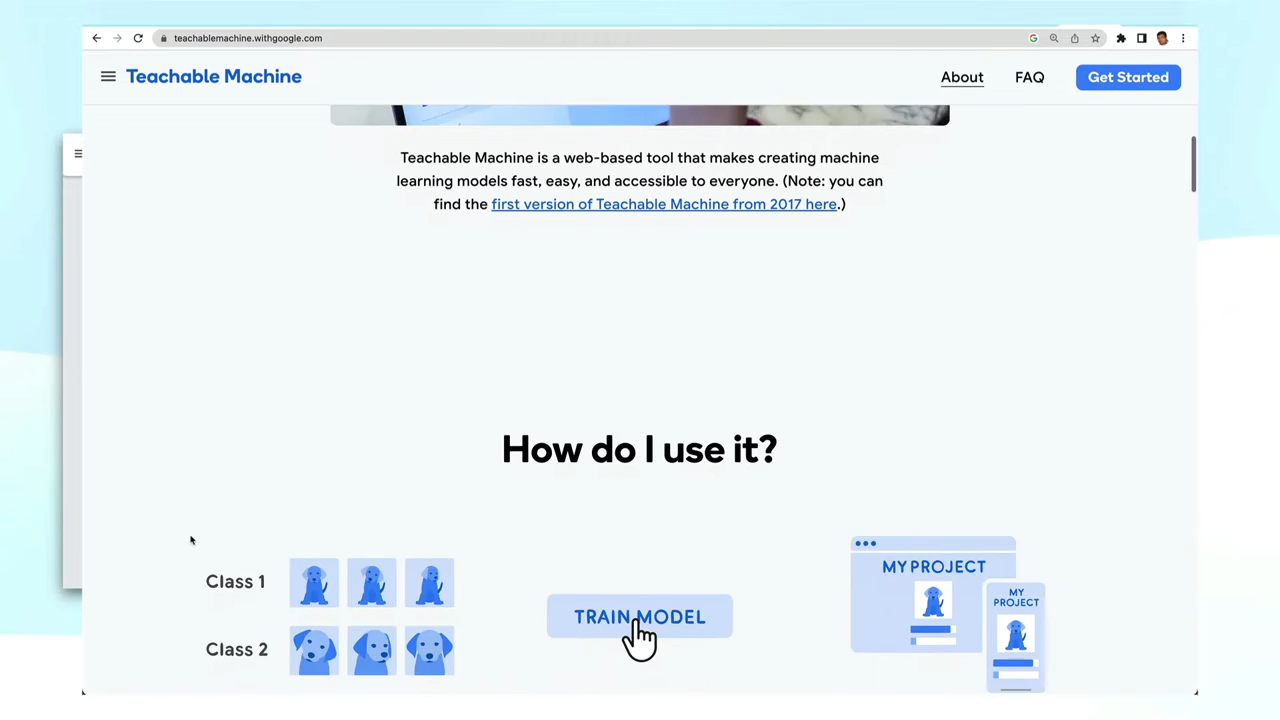 teachablemachine.withgoogle.com
Teachable Machine
About
FAQ
Get Started
Teachable Machine is a web-based tool that makes creating machine
learning models fast, easy, and accessible to everyone. (Note: you can
find the first version of Teachable Machine from 2017 here.)
How do I use it?
Class 1
Class 2
TRAIN MODEL
MY PROJECT
MY
PROJECT